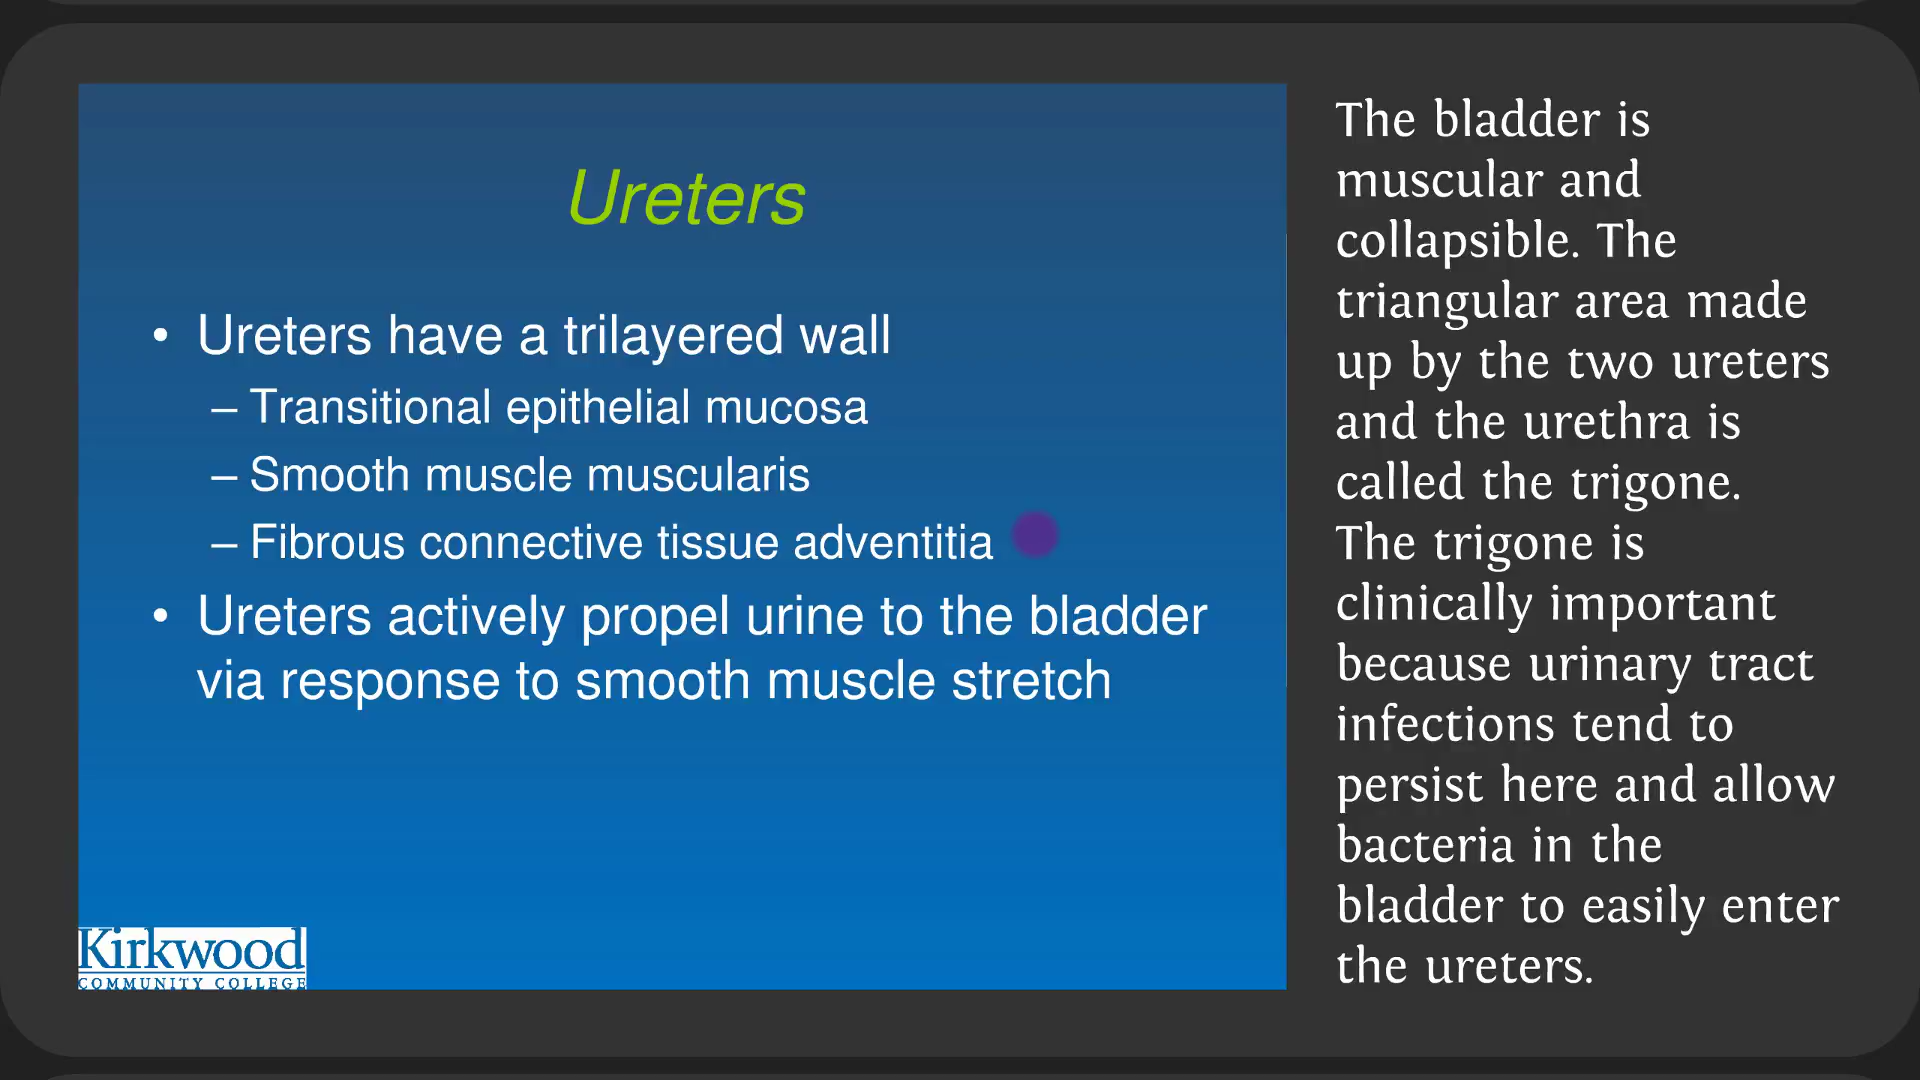 Ureters
• Ureters have a trilayered wall
– Transitional epithelial mucosa
– Smooth muscle muscularis
– Fibrous connective tissue adventitia
• Ureters actively propel urine to the bladder
via response to smooth muscle stretch
Kirkwood
COMMUNITY COLLEGE
The bladder is
muscular and
collapsible. The
triangular area made
up by the two ureters
and the urethra is
called the trigone.
The trigone is
clinically important
because urinary tract
infections tend to
persist here and allow
bacteria in the
bladder to easily enter
the ureters.